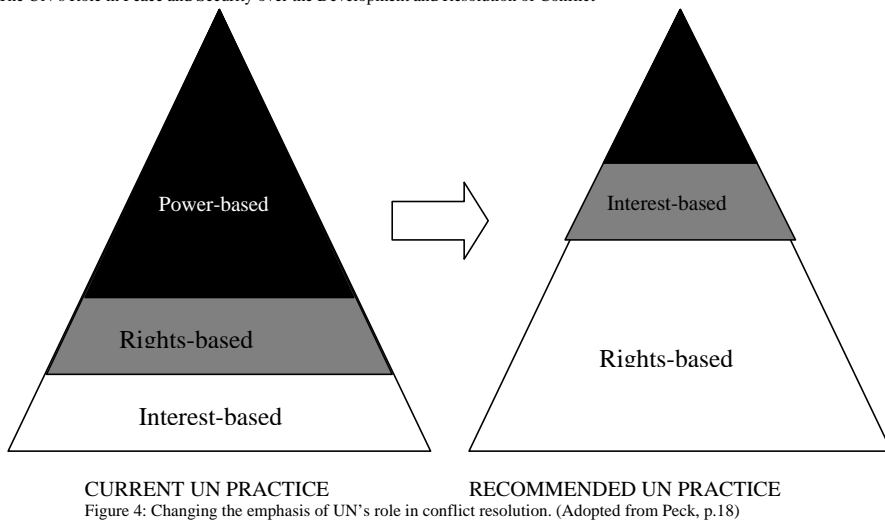 The UN's Role in Peace and Security over the Development and Resolution of Conflict
Power-based
Interest-based
Rights-based
Rights-based
Interest-based
CURRENT UN PRACTICE RECOMMENDED UN PRACTICE
Figure 4: Changing the emphasis of UN's role in conflict resolution. (Adopted from Peck, p.18)